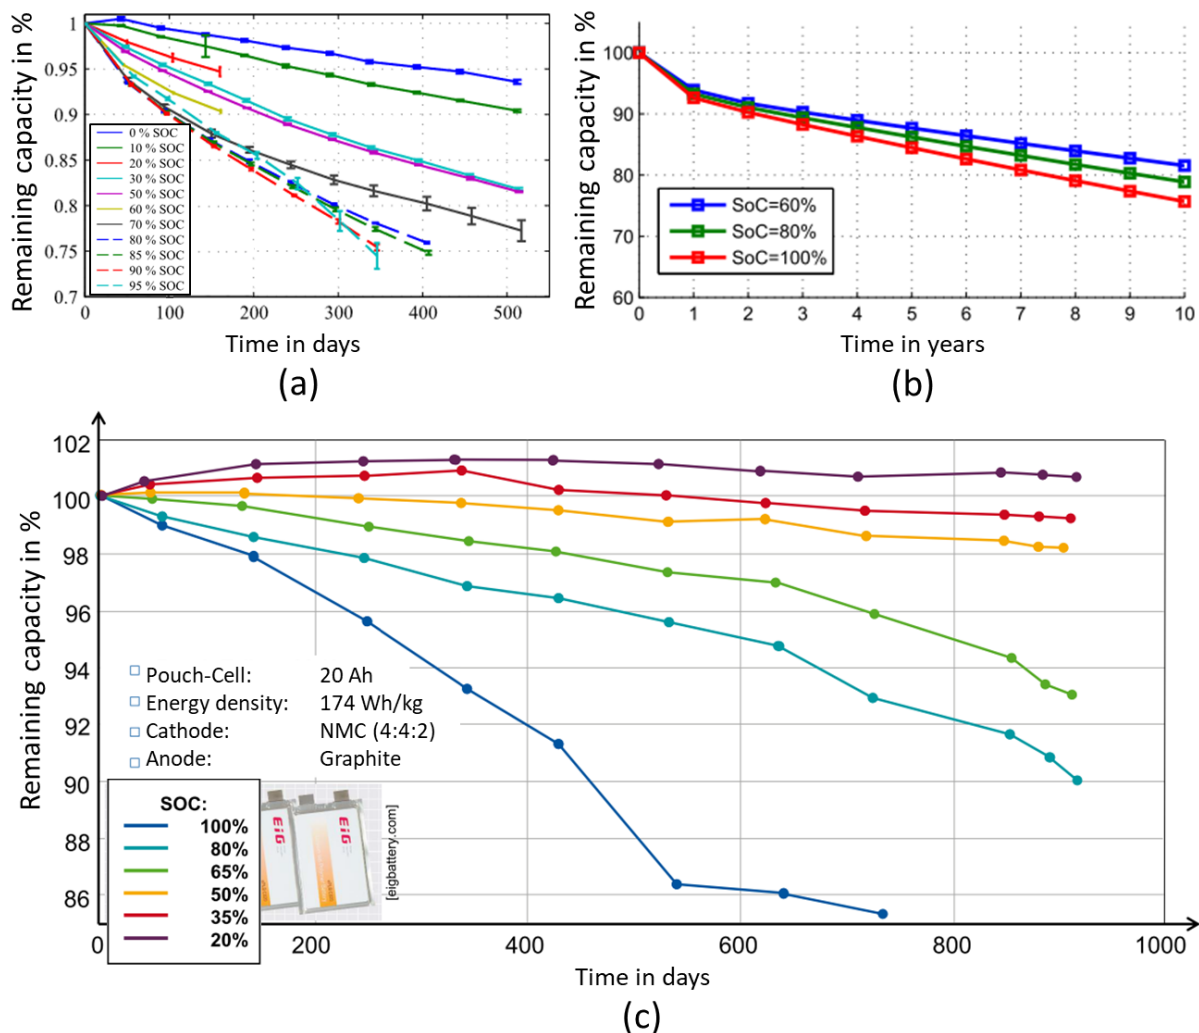 Remaining capacity in %
1
0.95
0.9
0.85
0.8
0.75
0.7
0 % SOC
10 % SOC
20 % SOC
30 % SOC
50 % SOC
60 % SOC
70 % SOC
80 % SOC
85 % SOC
90 % SOC
95 % SOC
0 100 200 300 400 500
Time in days
(a)
Remaining capacity in %
100
90
80
70
60
SoC=60%
SoC=80%
SoC=100%
0 1 2 3 4 5 6 7 8 9 10
Time in years
(b)
Remaining capacity in %
102
100
98
96
94
92
90
88
86
Pouch-Cell: 20 Ah
Energy density: 174 Wh/kg
Cathode: NMC (4:4:2)
Anode: Graphite
SOC:
100%
80%
65%
50%
35%
20%
EiG
EiG
[eigbattery.com]
0 200 400 600 800 1000
Time in days
(c)